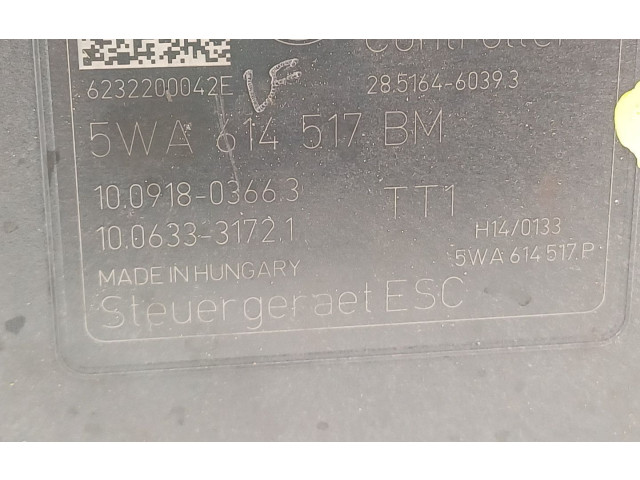 6232200042E
28.5164-6039.3
5WA 614 517 BM
10.0918-0366.3
TT1
10.0633-3172.1
H14/0133
5WA 614 517.P
MADE IN HUNGARY
Steuergeraet ESC